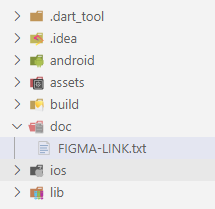 .dart_tool
.idea
android
assets
build
doc
FIGMA-LINK.txt
ios
lib